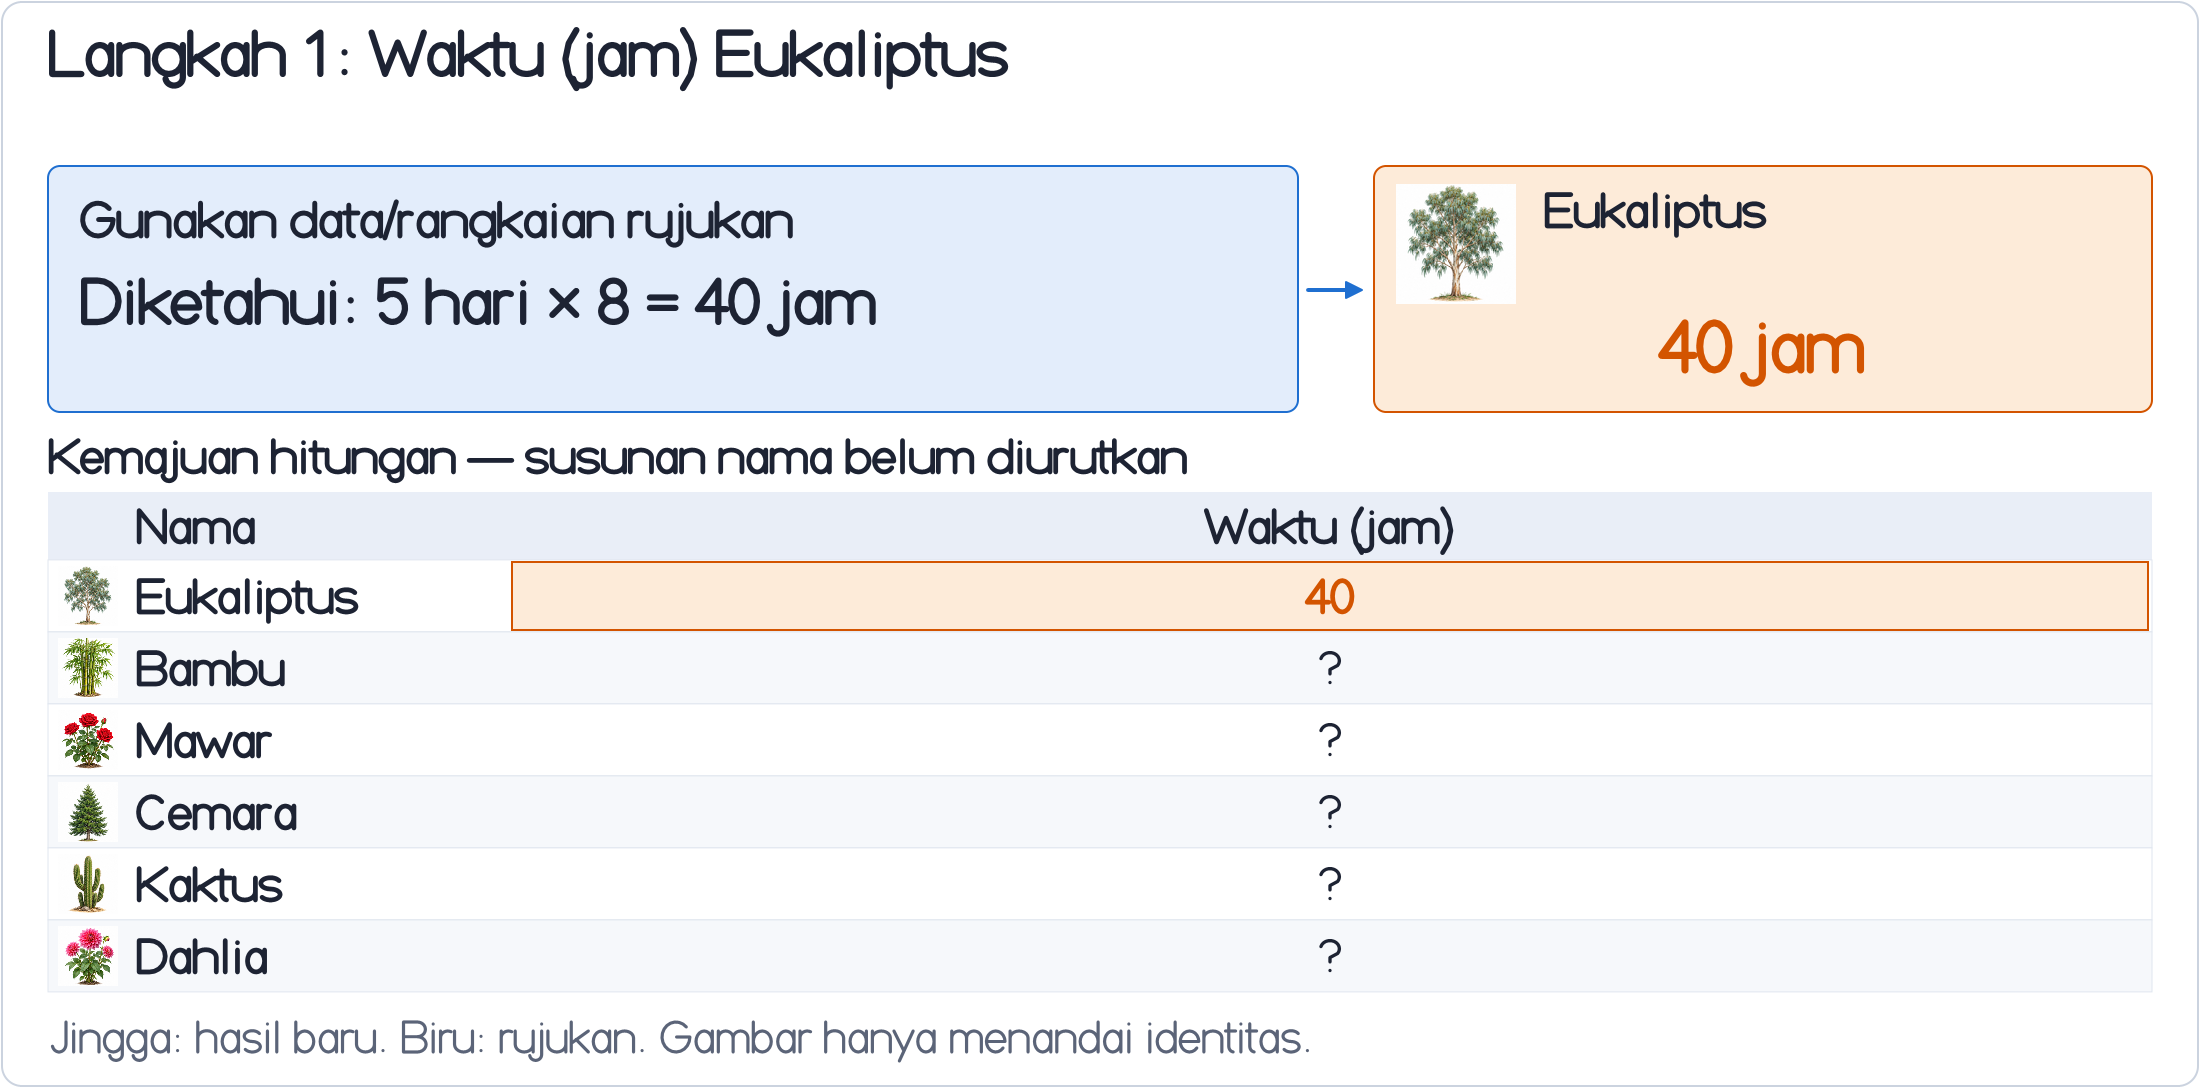 Langkah 1: Waktu (jam) Eukaliptus
Gunakan data/rangkaian rujukan
Diketahui: 5 hari × 8 = 40 jam
Eukaliptus
40 jam
Kemajuan hitungan — susunan nama belum diurutkan
Nama Waktu (jam)
Eukaliptus 40
Bambu ?
Mawar ?
Cemara ?
Kaktus ?
Dahlia ?
Jingga: hasil baru. Biru: rujukan. Gambar hanya menandai identitas.